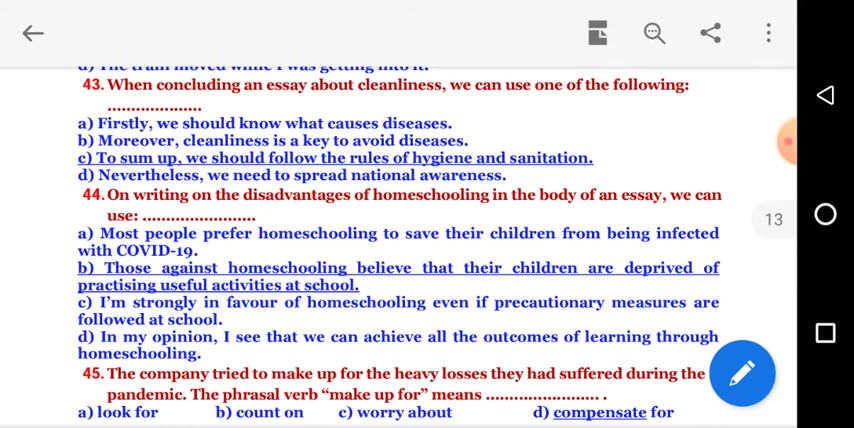 d) The train moved while I was getting into it.
43. When concluding an essay about cleanliness, we can use one of the following:
....................
a) Firstly, we should know what causes diseases.
b) Moreover, cleanliness is a key to avoid diseases.
c) To sum up, we should follow the rules of hygiene and sanitation.
d) Nevertheless, we need to spread national awareness.
44. On writing on the disadvantages of homeschooling in the body of an essay, we can
use: ........................
a) Most people prefer homeschooling to save their children from being infected
with COVID-19.
b) Those against homeschooling believe that their children are deprived of
practising useful activities at school.
c) I'm strongly in favour of homeschooling even if precautionary measures are
followed at school.
d) In my opinion, I see that we can achieve all the outcomes of learning through
homeschooling.
45. The company tried to make up for the heavy losses they had suffered during the
pandemic. The phrasal verb “make up for” means ........................ .
a) look for b) count on c) worry about d) compensate for
13